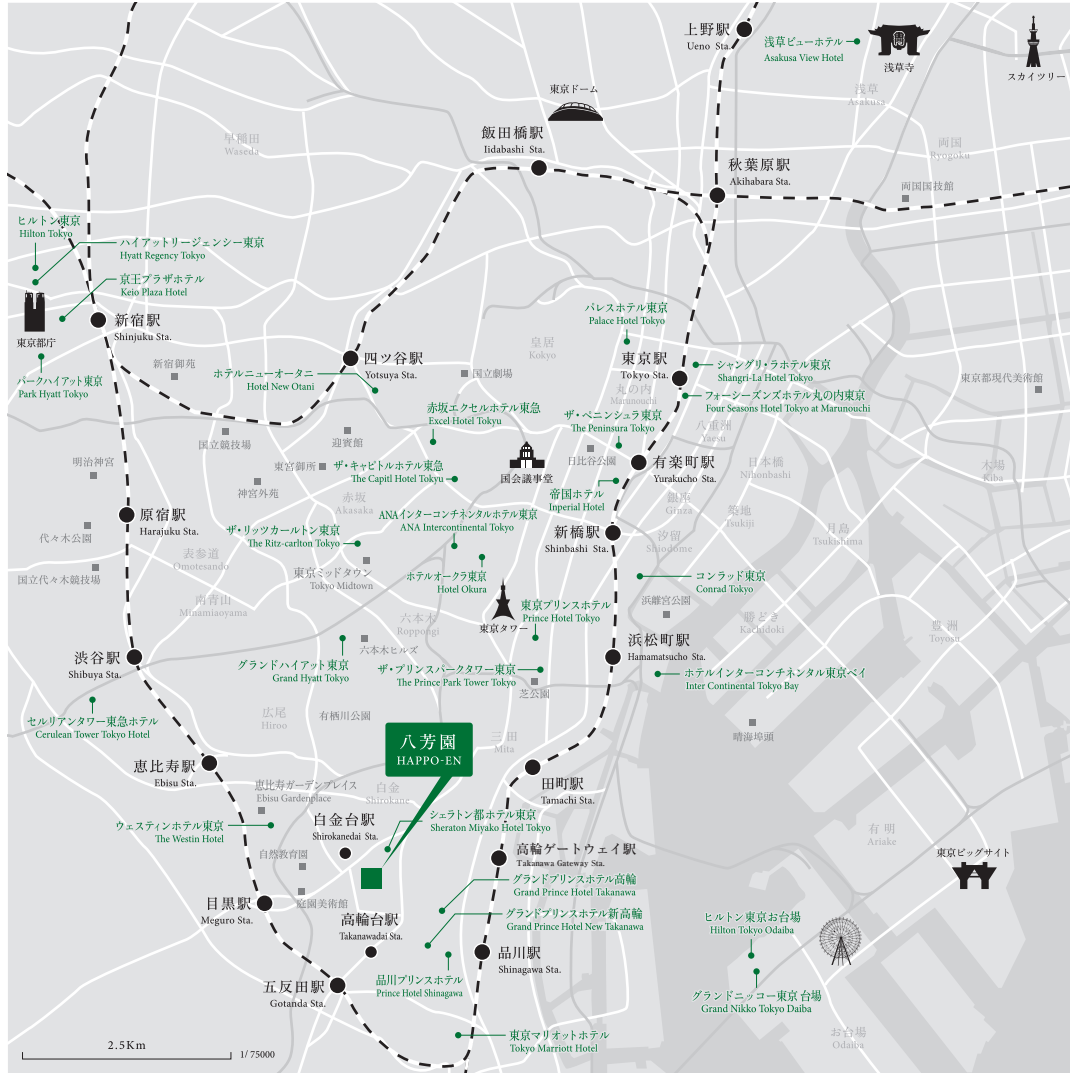 上野駅
Ueno Sta.
浅草ビューホテル
Asakusa View Hotel
浅草寺
スカイツリー
浅草
Asakusa
東京ドーム
飯田橋駅
Iidabashi Sta.
早稲田
Waseda
両国
Ryogoku
秋葉原駅
Akihabara Sta.
両国国技館
ヒルトン東京
Hilton Tokyo
ハイアットリージェンシー東京
Hyatt Regency Tokyo
京王プラザホテル
Keio Plaza Hotel
東京都庁
新宿駅
Shinjuku Sta.
パークハイアット東京
Park Hyatt Tokyo
新宿御苑
四ツ谷駅
Yotsuya Sta.
ホテルニューオータニ
Hotel New Otani
国立劇場
皇居
Kokyo
パレスホテル東京
Palace Hotel Tokyo
東京駅
Tokyo Sta.
丸の内
Marunouchi
シャングリ・ラホテル東京
Shangri-La Hotel Tokyo
フォーシーズンズホテル丸の内東京
Four Seasons Hotel Tokyo at Marunouchi
東京都現代美術館
赤坂エクセルホテル東急
Excel Hotel Tokyu
ザ・ペニンシュラ東京
The Peninsura Tokyo
八重洲
Yaesu
国立競技場
迎賓館
日比谷公園
有楽町駅
Yurakucho Sta.
日本橋
Nihonbashi
木場
Kiba
明治神宮
東宮御所
ザ・キャピトルホテル東急
The Capitl Hotel Tokyu
国会議事堂
神宮外苑
赤坂
Akasaka
帝国ホテル
Inperial Hotel
銀座
Ginza
築地
Tsukiji
月島
Tsukishima
原宿駅
Harajuku Sta.
代々木公園
ANAインターコンチネンタルホテル東京
ANA Intercontinental Tokyo
ザ・リッツカールトン東京
The Ritz-carlton Tokyo
新橋駅
Shinbashi Sta.
汐留
Shiodome
表参道
Omotesando
国立代々木競技場
東京ミッドタウン
Tokyo Midtown
ホテルオークラ東京
Hotel Okura
コンラッド東京
Conrad Tokyo
南青山
Minamiaoyama
六本木
Roppongi
東京タワー
東京プリンスホテル
Prince Hotel Tokyo
浜離宮公園
勝どき
Kachidoki
豊洲
Toyosu
渋谷駅
Shibuya Sta.
六本木ヒルズ
グランドハイアット東京
Grand Hyatt Tokyo
ザ・プリンスパークタワー東京
The Prince Park Tower Tokyo
芝公園
浜松町駅
Hamamatsucho Sta.
ホテルインターコンチネンタル東京ベイ
Inter Continental Tokyo Bay
セルリアンタワー東急ホテル
Cerulean Tower Tokyo Hotel
広尾
Hiroo
有栖川公園
八芳園
HAPPO-EN
三田
Mita
晴海埠頭
恵比寿駅
Ebisu Sta.
恵比寿ガーデンプレイス
Ebisu Gardenplace
白金
Shirokane
田町駅
Tamachi Sta.
ウェスティンホテル東京
The Westin Hotel
白金台駅
Shirokanedai Sta.
シェラトン都ホテル東京
Sheraton Miyako Hotel Tokyo
有明
Ariake
東京ビッグサイト
自然教育園
高輪ゲートウェイ駅
Takanawa Gateway Sta.
グランドプリンスホテル高輪
Grand Prince Hotel Takanawa
目黒駅
Meguro Sta.
庭園美術館
高輪台駅
Takanawadai Sta.
グランドプリンスホテル新高輪
Grand Prince Hotel New Takanawa
ヒルトン東京お台場
Hilton Tokyo Odaiba
品川駅
Shinagawa Sta.
品川プリンスホテル
Prince Hotel Shinagawa
五反田駅
Gotanda Sta.
グランドニッコー東京 台場
Grand Nikko Tokyo Daiba
東京マリオットホテル
Tokyo Marriott Hotel
お台場
Odaiba
2.5Km
1/75000